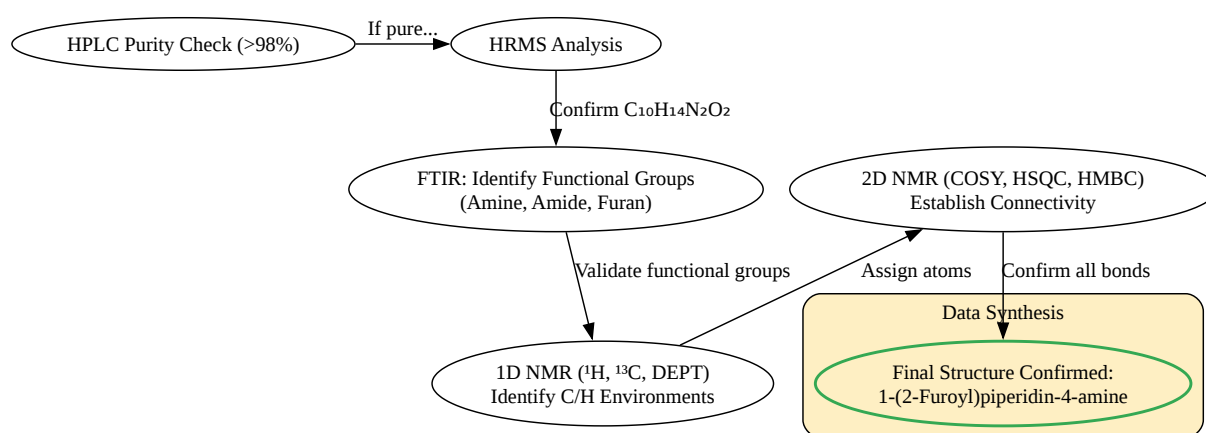 HPLC Purity Check (>98%)
If pure...
HRMS Analysis
Confirm C₁₀H₁₄N₂O₂
FTIR: Identify Functional Groups
(Amine, Amide, Furan)
2D NMR (COSY, HSQC, HMBC)
Establish Connectivity
Validate functional groups
Assign atoms
Confirm all bonds
Data Synthesis
1D NMR (¹H, ¹³C, DEPT)
Identify C/H Environments
Final Structure Confirmed:
1-(2-Furoyl)piperidin-4-amine